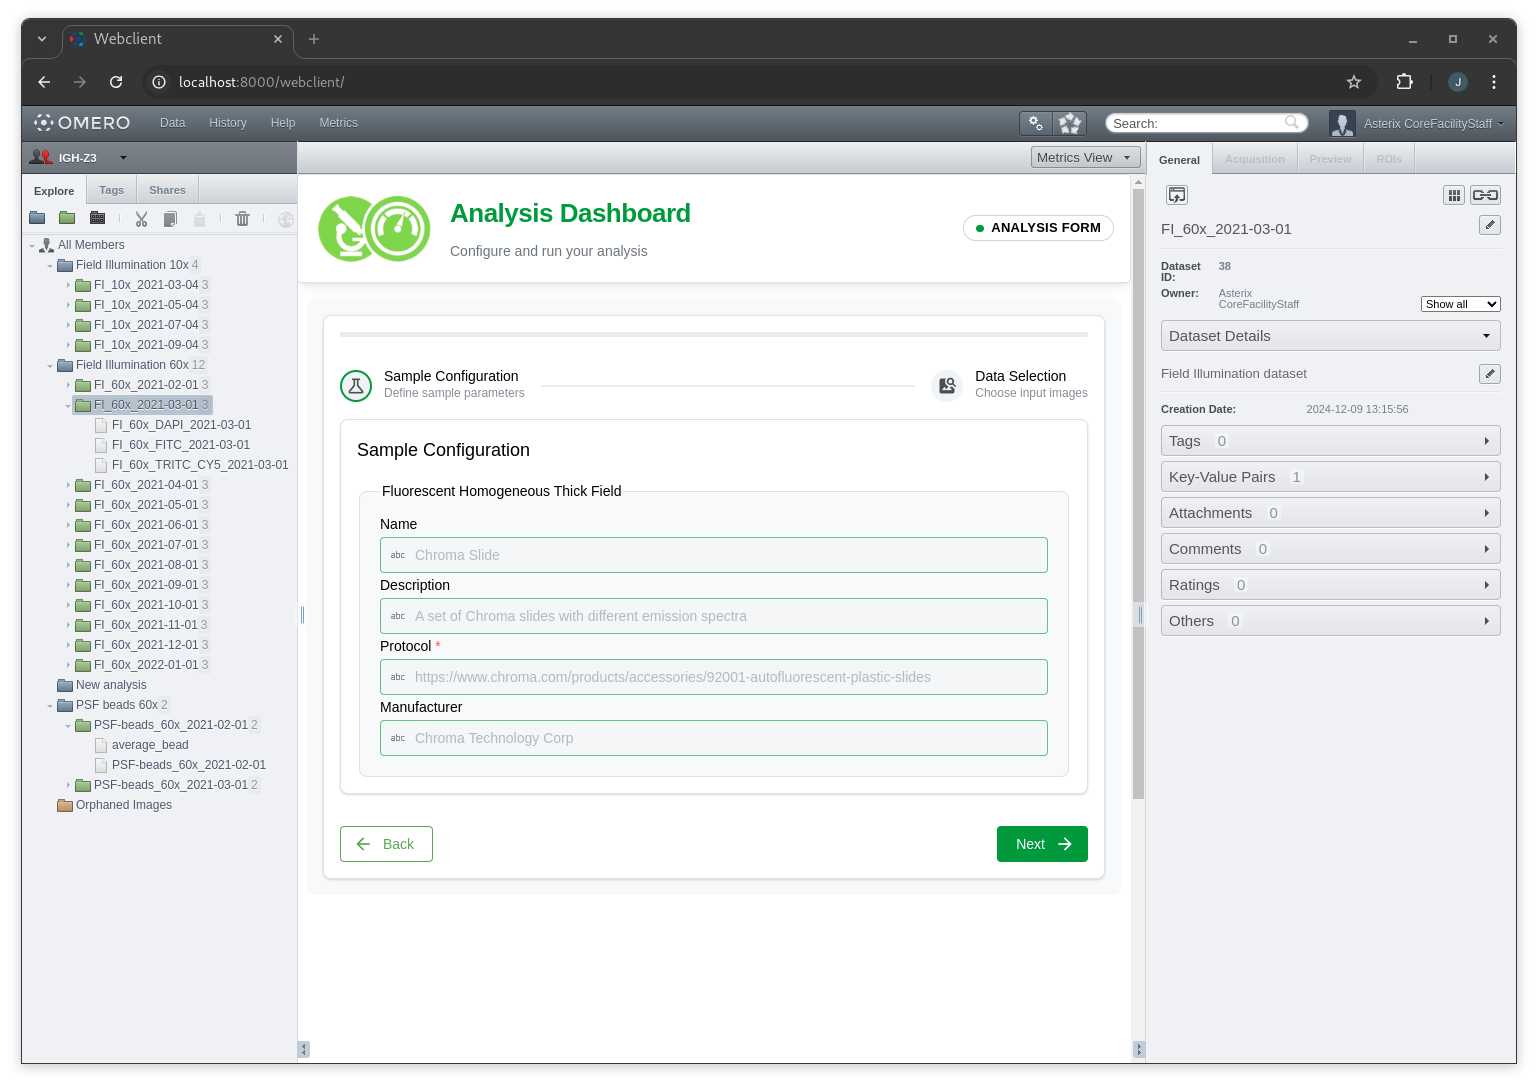 Webclient
localhost:8000/webclient/
J
OMERO
Data
History
Help
Metrics
Search:
Asterix CoreFacilityStaff
IGH-Z3
Metrics View
Explore
Tags
Shares
All Members
Field Illumination 10x 4
FI_10x_2021-03-04 3
FI_10x_2021-05-04 3
FI_10x_2021-07-04 3
FI_10x_2021-09-04 3
Field Illumination 60x 12
FI_60x_2021-02-01 3
FI_60x_2021-03-01 3
FI_60x_DAPI_2021-03-01
FI_60x_FITC_2021-03-01
FI_60x_TRITC_CY5_2021-03-01
FI_60x_2021-04-01 3
FI_60x_2021-05-01 3
FI_60x_2021-06-01 3
FI_60x_2021-07-01 3
FI_60x_2021-08-01 3
FI_60x_2021-09-01 3
FI_60x_2021-10-01 3
FI_60x_2021-11-01 3
FI_60x_2021-12-01 3
FI_60x_2022-01-01 3
New analysis
PSF beads 60x 2
PSF-beads_60x_2021-02-01 2
average_bead
PSF-beads_60x_2021-02-01
PSF-beads_60x_2021-03-01 2
Orphaned Images
Analysis Dashboard
Configure and run your analysis
ANALYSIS FORM
Sample Configuration
Define sample parameters
Data Selection
Choose input images
Sample Configuration
Fluorescent Homogeneous Thick Field
Name
abc Chroma Slide
Description
abc A set of Chroma slides with different emission spectra
Protocol *
abc https://www.chroma.com/products/accessories/92001-autofluorescent-plastic-slides
Manufacturer
abc Chroma Technology Corp
Back
Next
General
Acquisition
Preview
ROIs
FI_60x_2021-03-01
Dataset ID: 38
Owner: Asterix CoreFacilityStaff
Show all
Dataset Details
Field Illumination dataset
Creation Date: 2024-12-09 13:15:56
Tags 0
Key-Value Pairs 1
Attachments 0
Comments 0
Ratings 0
Others 0